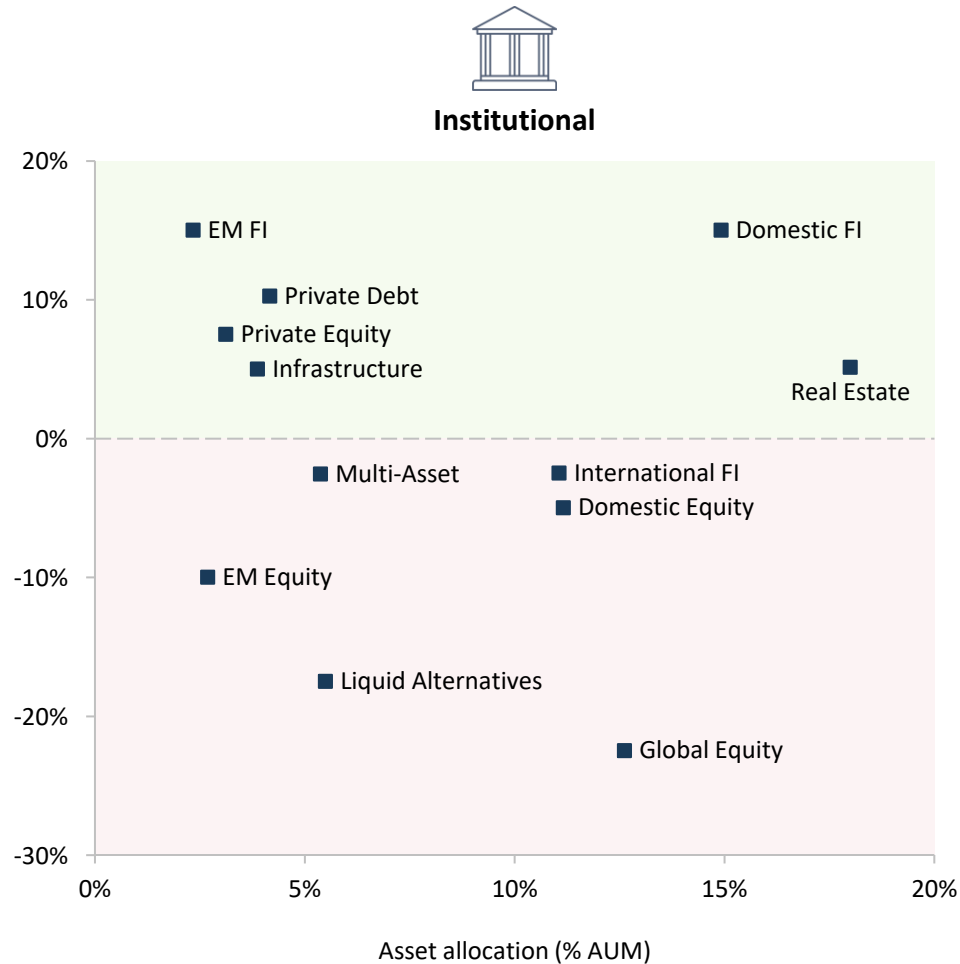 Institutional
20%
EM FI
Domestic FI
10%
Private Debt
Private Equity
Infrastructure
Real Estate
0%
Multi-Asset
International FI
Domestic Equity
-10%
EM Equity
Liquid Alternatives
-20%
Global Equity
-30%
0%
5%
10%
15%
20%
Asset allocation (% AUM)